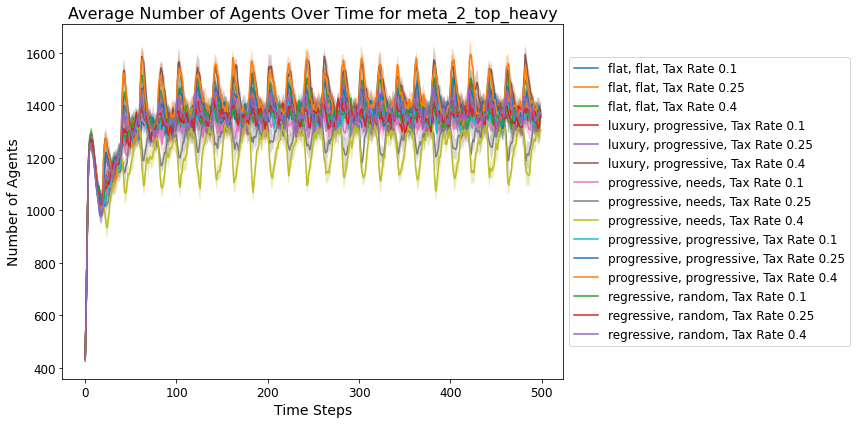 Average Number of Agents Over Time for meta_2_top_heavy
Number of Agents
1600
1400
1200
1000
800
600
400
0
100
200
300
400
500
Time Steps
flat, flat, Tax Rate 0.1
flat, flat, Tax Rate 0.25
flat, flat, Tax Rate 0.4
luxury, progressive, Tax Rate 0.1
luxury, progressive, Tax Rate 0.25
luxury, progressive, Tax Rate 0.4
progressive, needs, Tax Rate 0.1
progressive, needs, Tax Rate 0.25
progressive, needs, Tax Rate 0.4
progressive, progressive, Tax Rate 0.1
progressive, progressive, Tax Rate 0.25
progressive, progressive, Tax Rate 0.4
regressive, random, Tax Rate 0.1
regressive, random, Tax Rate 0.25
regressive, random, Tax Rate 0.4